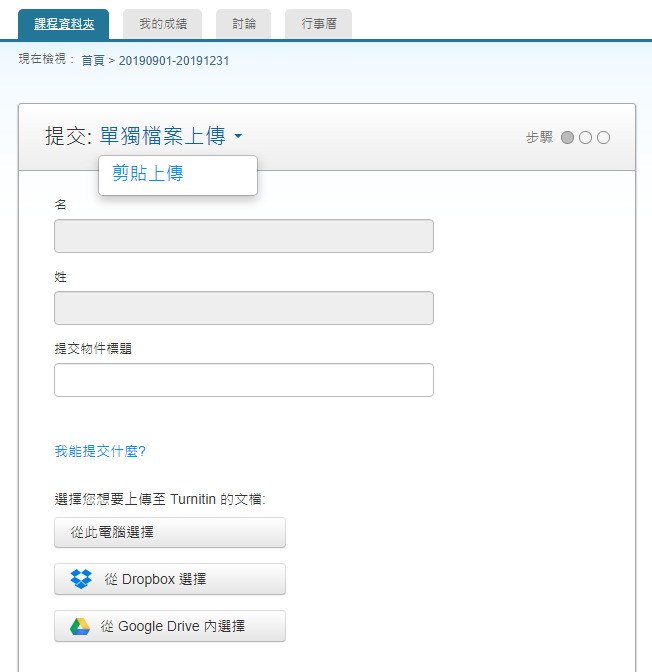 課程資料夾 我的成績 討論 行事曆
現在檢視： 首頁 > 20190901-20191231
提交: 單獨檔案上傳 步驟
剪貼上傳
名
姓
提交物件標題
我能提交什麼?
選擇您想要上傳至 Turnitin 的文檔:
從此電腦選擇
從 Dropbox 選擇
從 Google Drive 內選擇